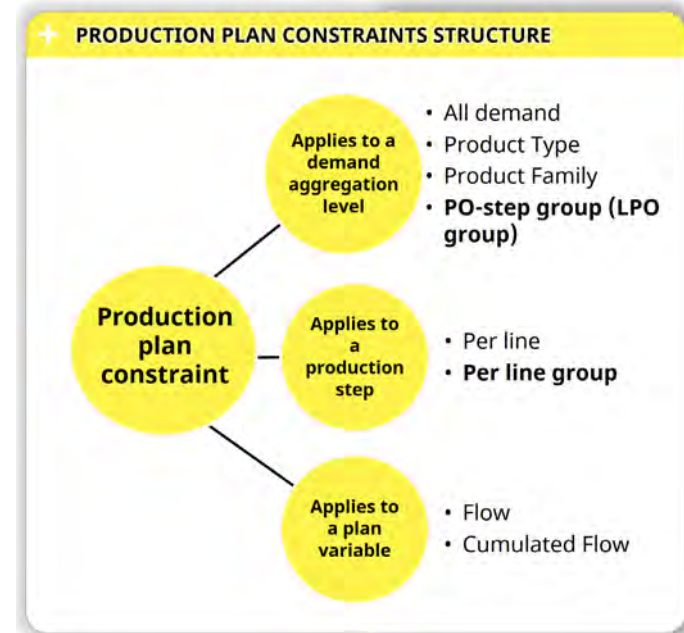 PRODUCTION PLAN CONSTRAINTS STRUCTURE
Applies to a
demand
aggregation
level
• All demand
• Product Type
• Product Family
• PO-step group (LPO
group)
Production
plan
constraint
Applies to
a
production
step
• Per line
• Per line group
Applies to
a plan
variable
• Flow
• Cumulated Flow